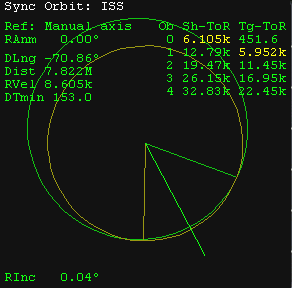 Sync Orbit: ISS
Ref: Manual axis  Ob Sh-ToR Tg-ToR
RAnm 0.00°  0 6.105k 451.6
1 12.79k 5.952k
DLng -70.86°  2 19.47k 11.45k
Dist 7.822M  3 26.15k 16.95k
RVel 8.605k  4 32.83k 22.45k
DTmin 153.0
RInc 0.04°